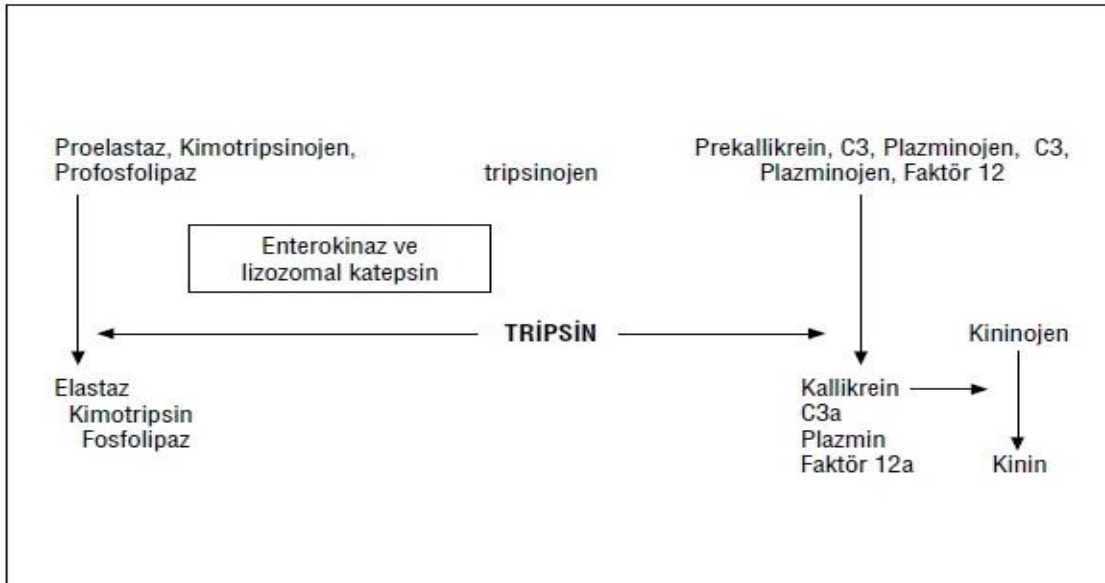 Proelastaz, Kimotripsinojen,
Profosfolipaz
tripsinojen
Prekallikrein, C3, Plazminojen, C3,
Plazminojen, Faktör 12
Enterokinaz ve
lizozomal katepsin
TRİPSİN
Kininojen
Elastaz
Kimotripsin
Fosfolipaz
Kallikrein
C3a
Plazmin
Faktör 12a
Kinin